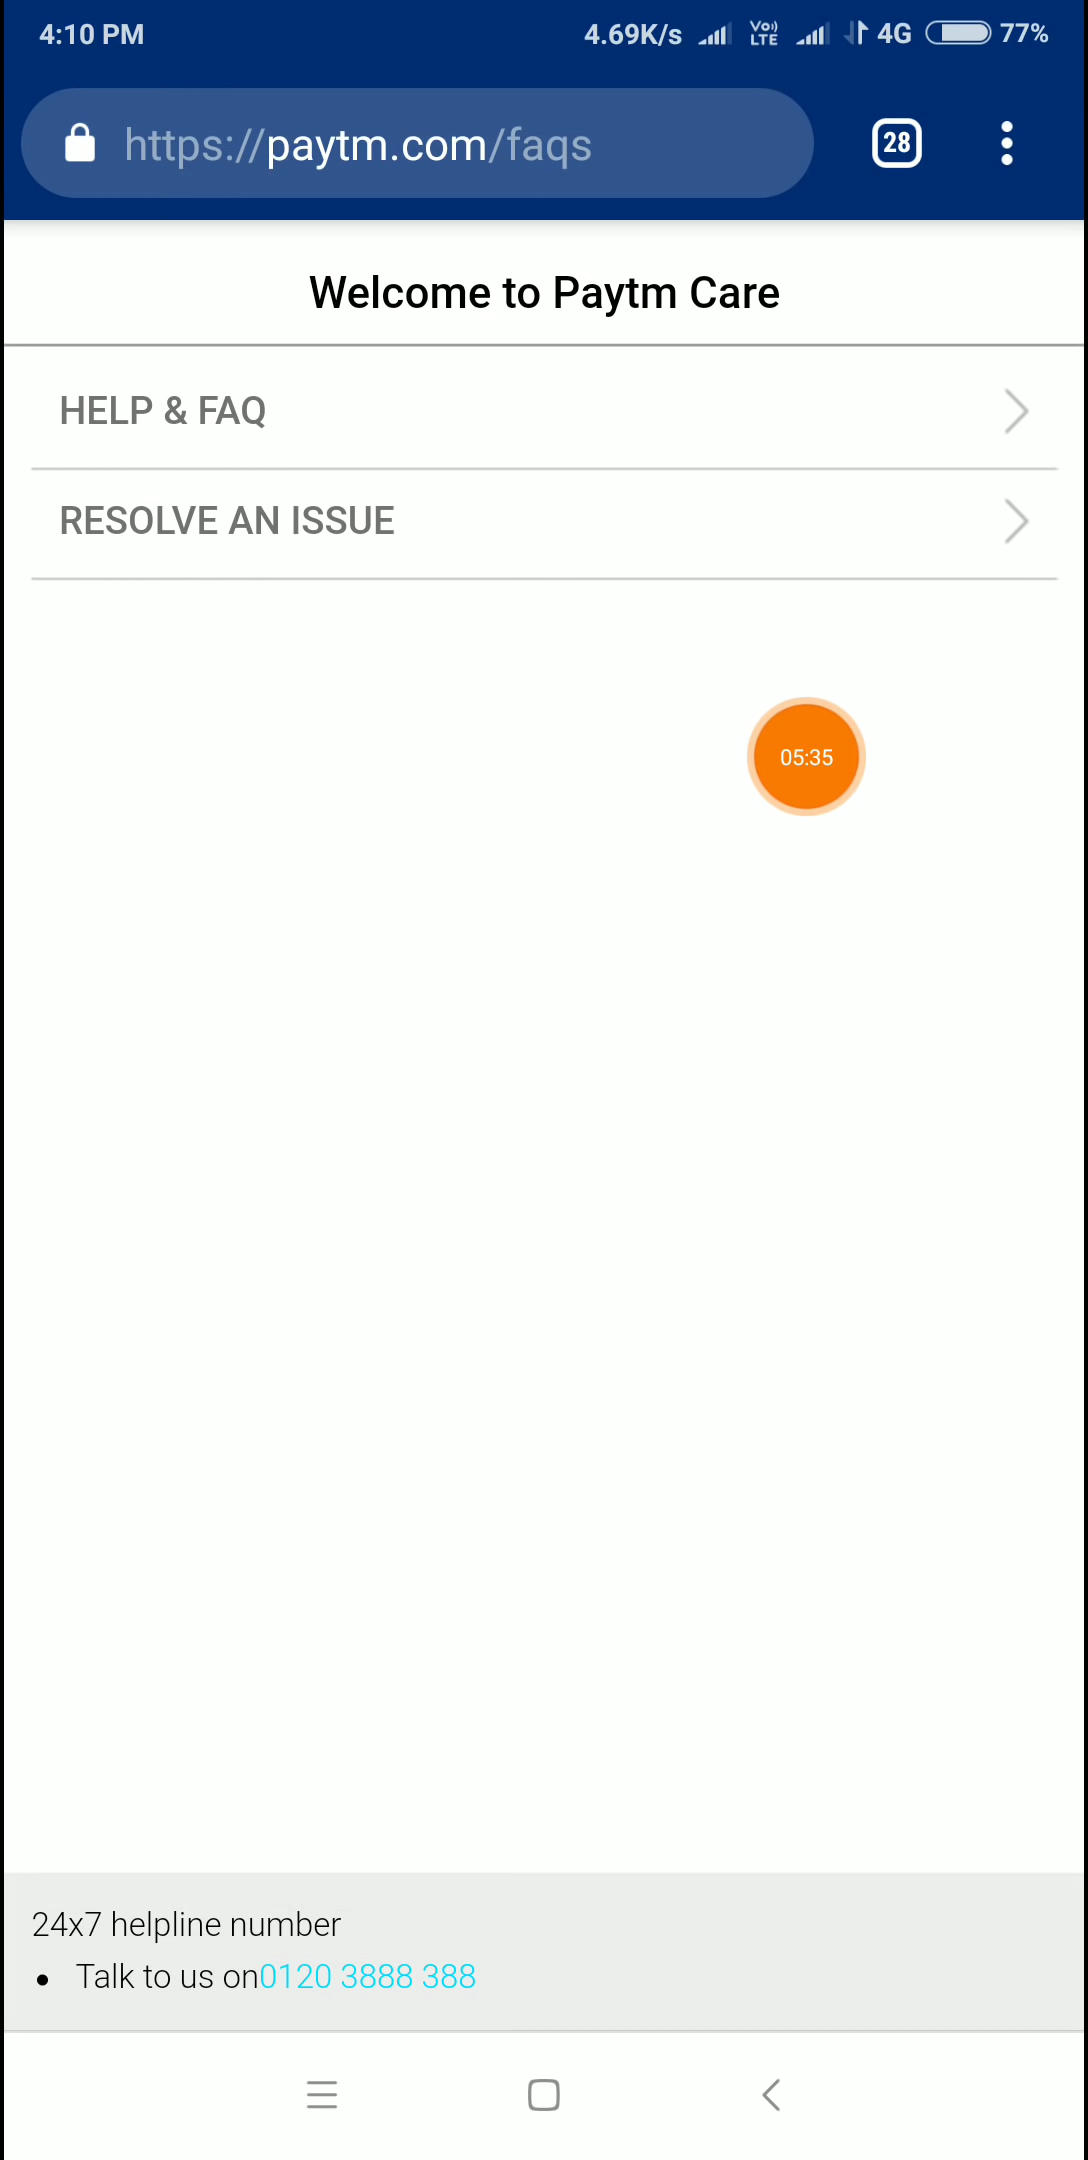 4:10 PM 4.69K/s VoLTE 4G 77%
https://paytm.com/faqs 28
Welcome to Paytm Care
HELP & FAQ
RESOLVE AN ISSUE
05:35
24x7 helpline number
• Talk to us on0120 3888 388